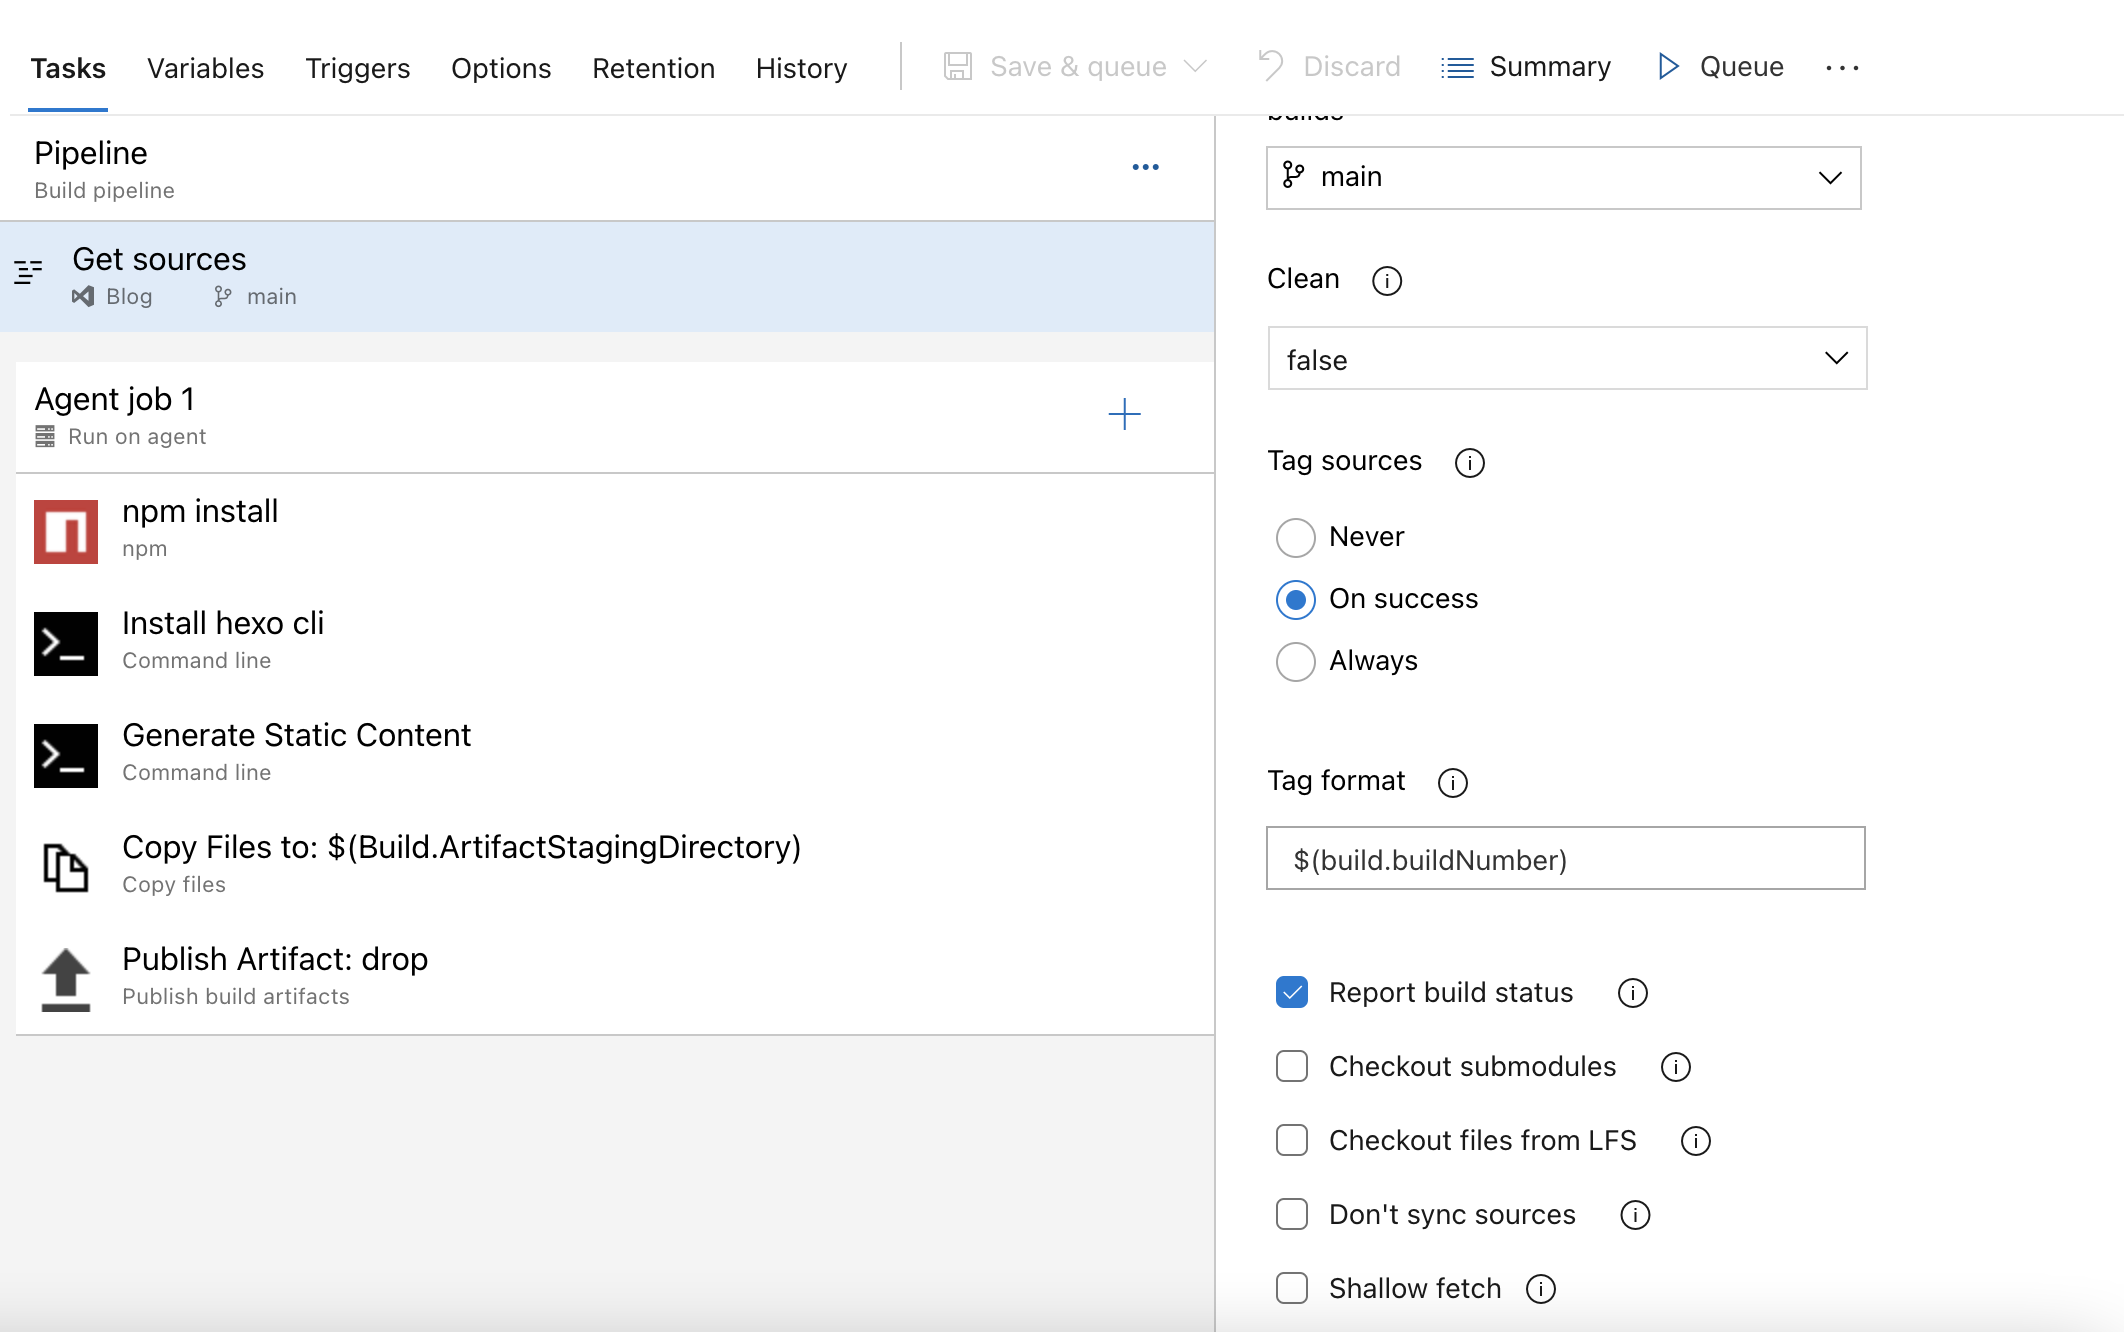 Tasks Variables Triggers Options Retention History Save & queue Discard Summary Queue
Pipeline
Build pipeline
Get sources
Blog main
Agent job 1
Run on agent
npm install
npm
Install hexo cli
Command line
Generate Static Content
Command line
Copy Files to: $(Build.ArtifactStagingDirectory)
Copy files
Publish Artifact: drop
Publish build artifacts
builds
main
Clean
false
Tag sources
Never
On success
Always
Tag format
$(build.buildNumber)
Report build status
Checkout submodules
Checkout files from LFS
Don't sync sources
Shallow fetch